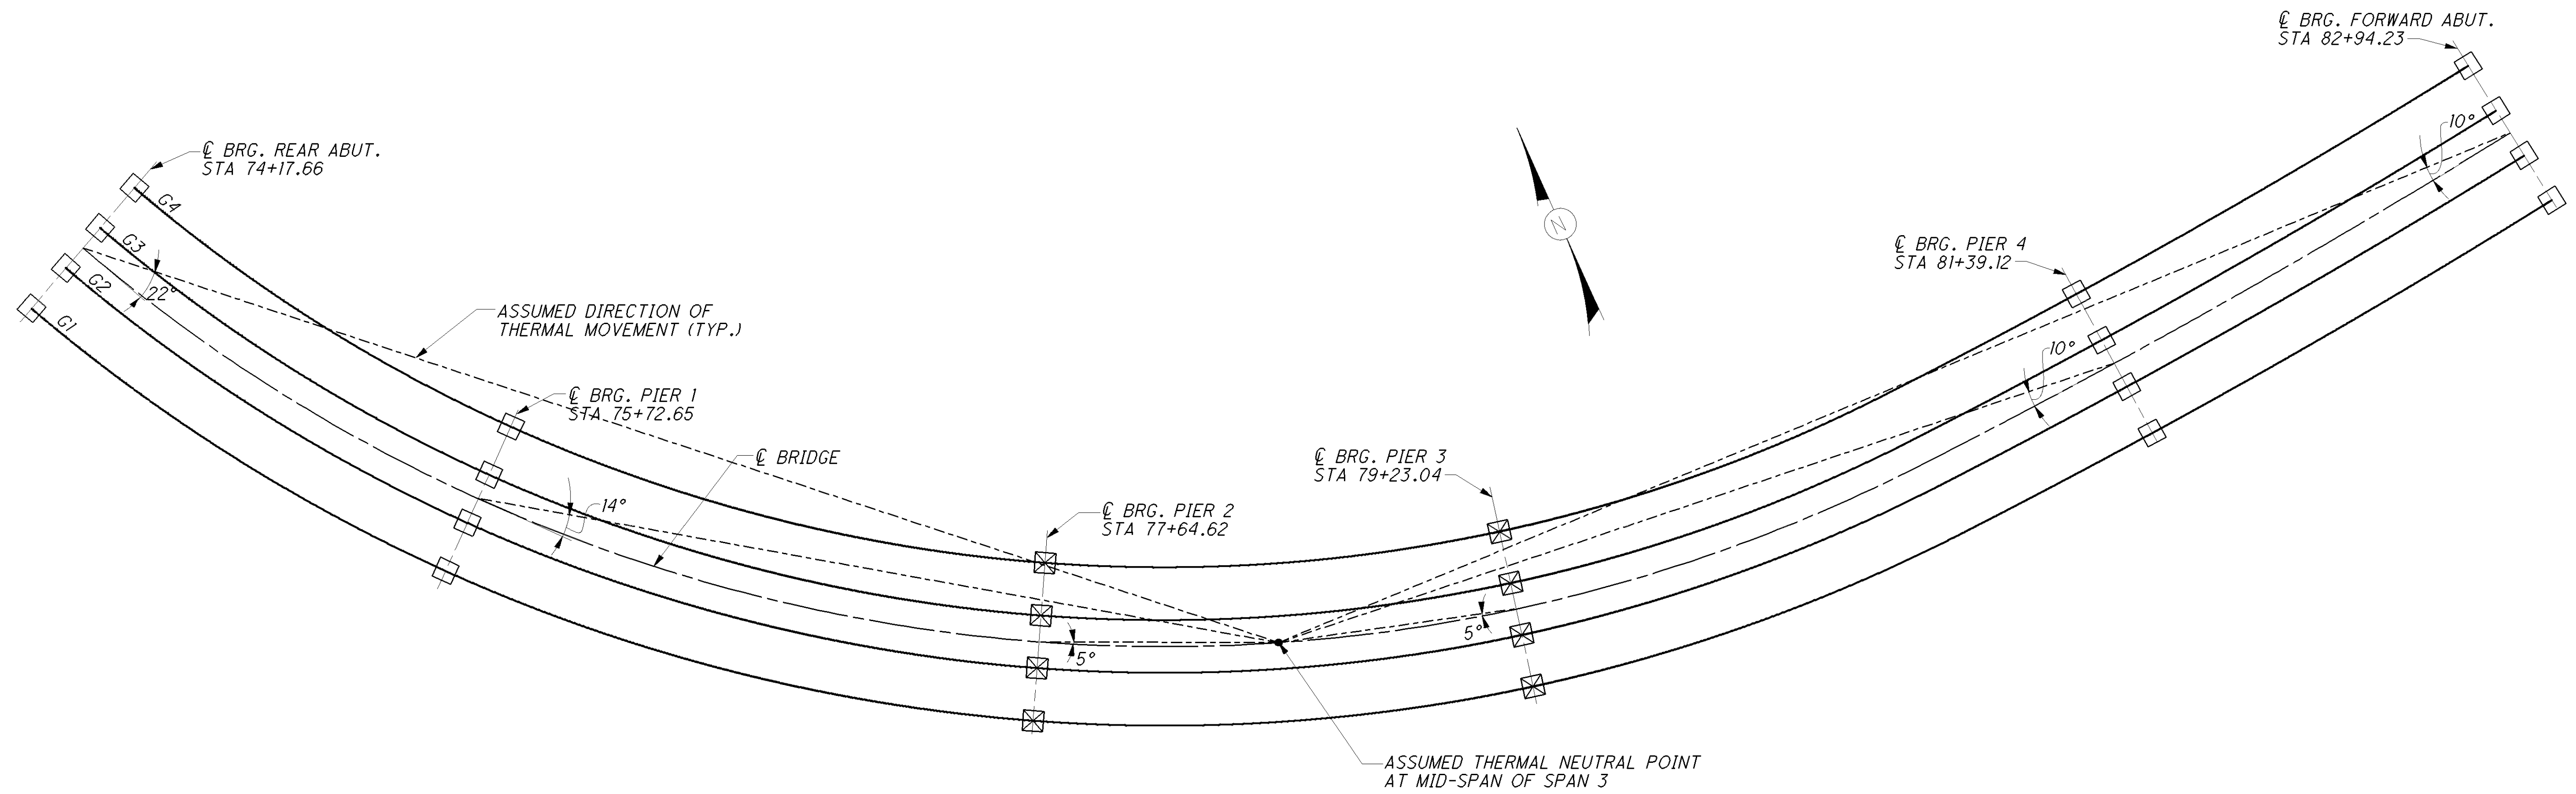 ℄ BRG. FORWARD ABUT.
STA 82+94.23
℄ BRG. REAR ABUT.
STA 74+17.66
10°
G4
G3
G2
G1
22°
N
℄ BRG. PIER 4
STA 81+39.12
ASSUMED DIRECTION OF
THERMAL MOVEMENT (TYP.)
10°
℄ BRG. PIER 1
STA 75+72.65
℄ BRIDGE
℄ BRG. PIER 3
STA 79+23.04
14°
℄ BRG. PIER 2
STA 77+64.62
5°
5°
ASSUMED THERMAL NEUTRAL POINT
AT MID-SPAN OF SPAN 3